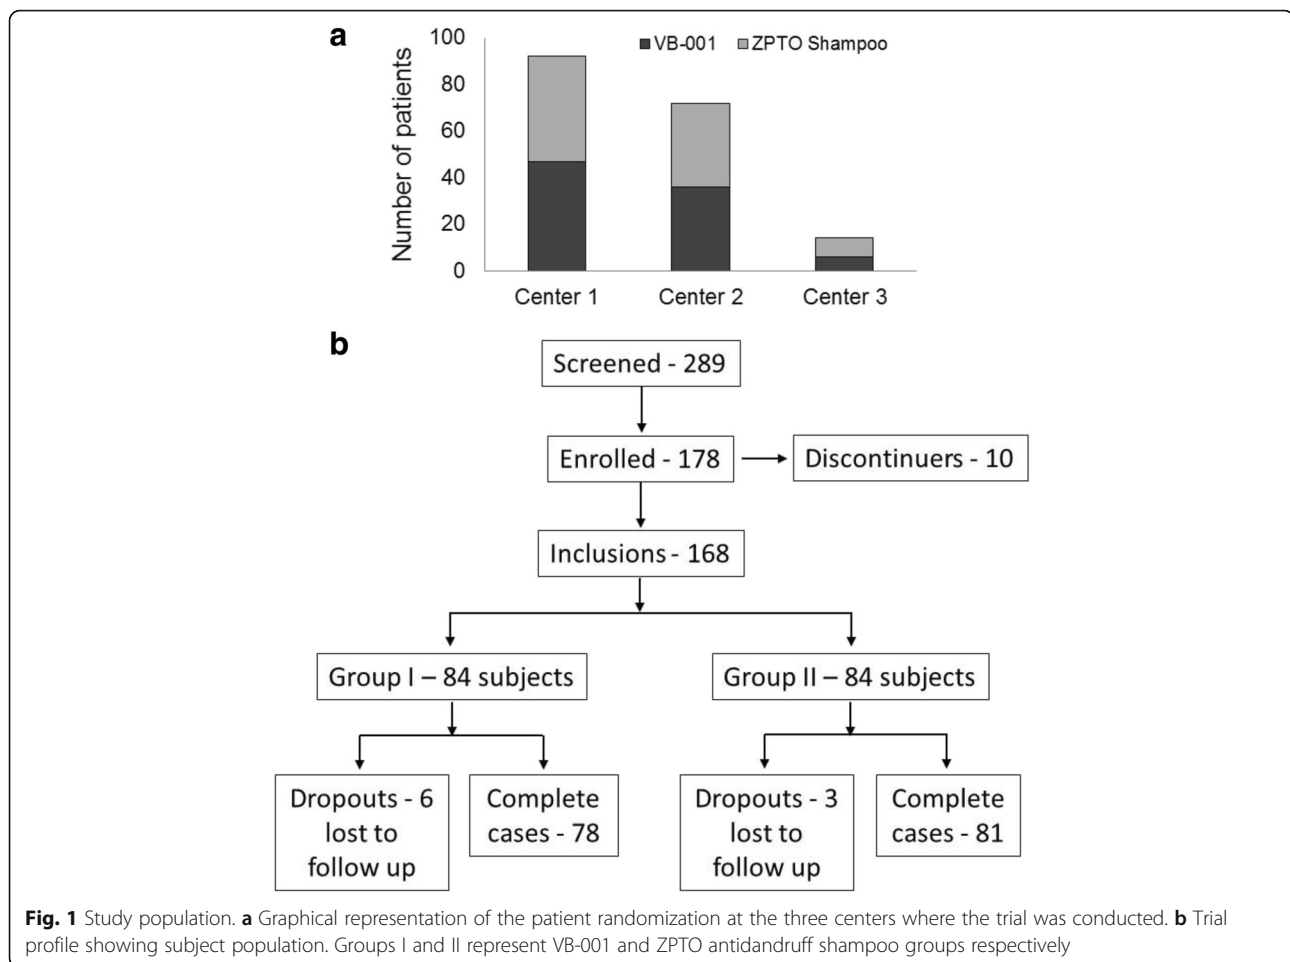 a
100
80
60
40
20
0
Number of patients
VB-001 ZPTO Shampoo
Center 1 Center 2 Center 3
b
Screened - 289
Enrolled - 178
Discontinuers - 10
Inclusions - 168
Group I – 84 subjects
Group II – 84 subjects
Dropouts - 6
lost to
follow up
Complete
cases - 78
Dropouts - 3
lost to
follow up
Complete
cases - 81
Fig. 1 Study population. a Graphical representation of the patient randomization at the three centers where the trial was conducted. b Trial
profile showing subject population. Groups I and II represent VB-001 and ZPTO antidandruff shampoo groups respectively